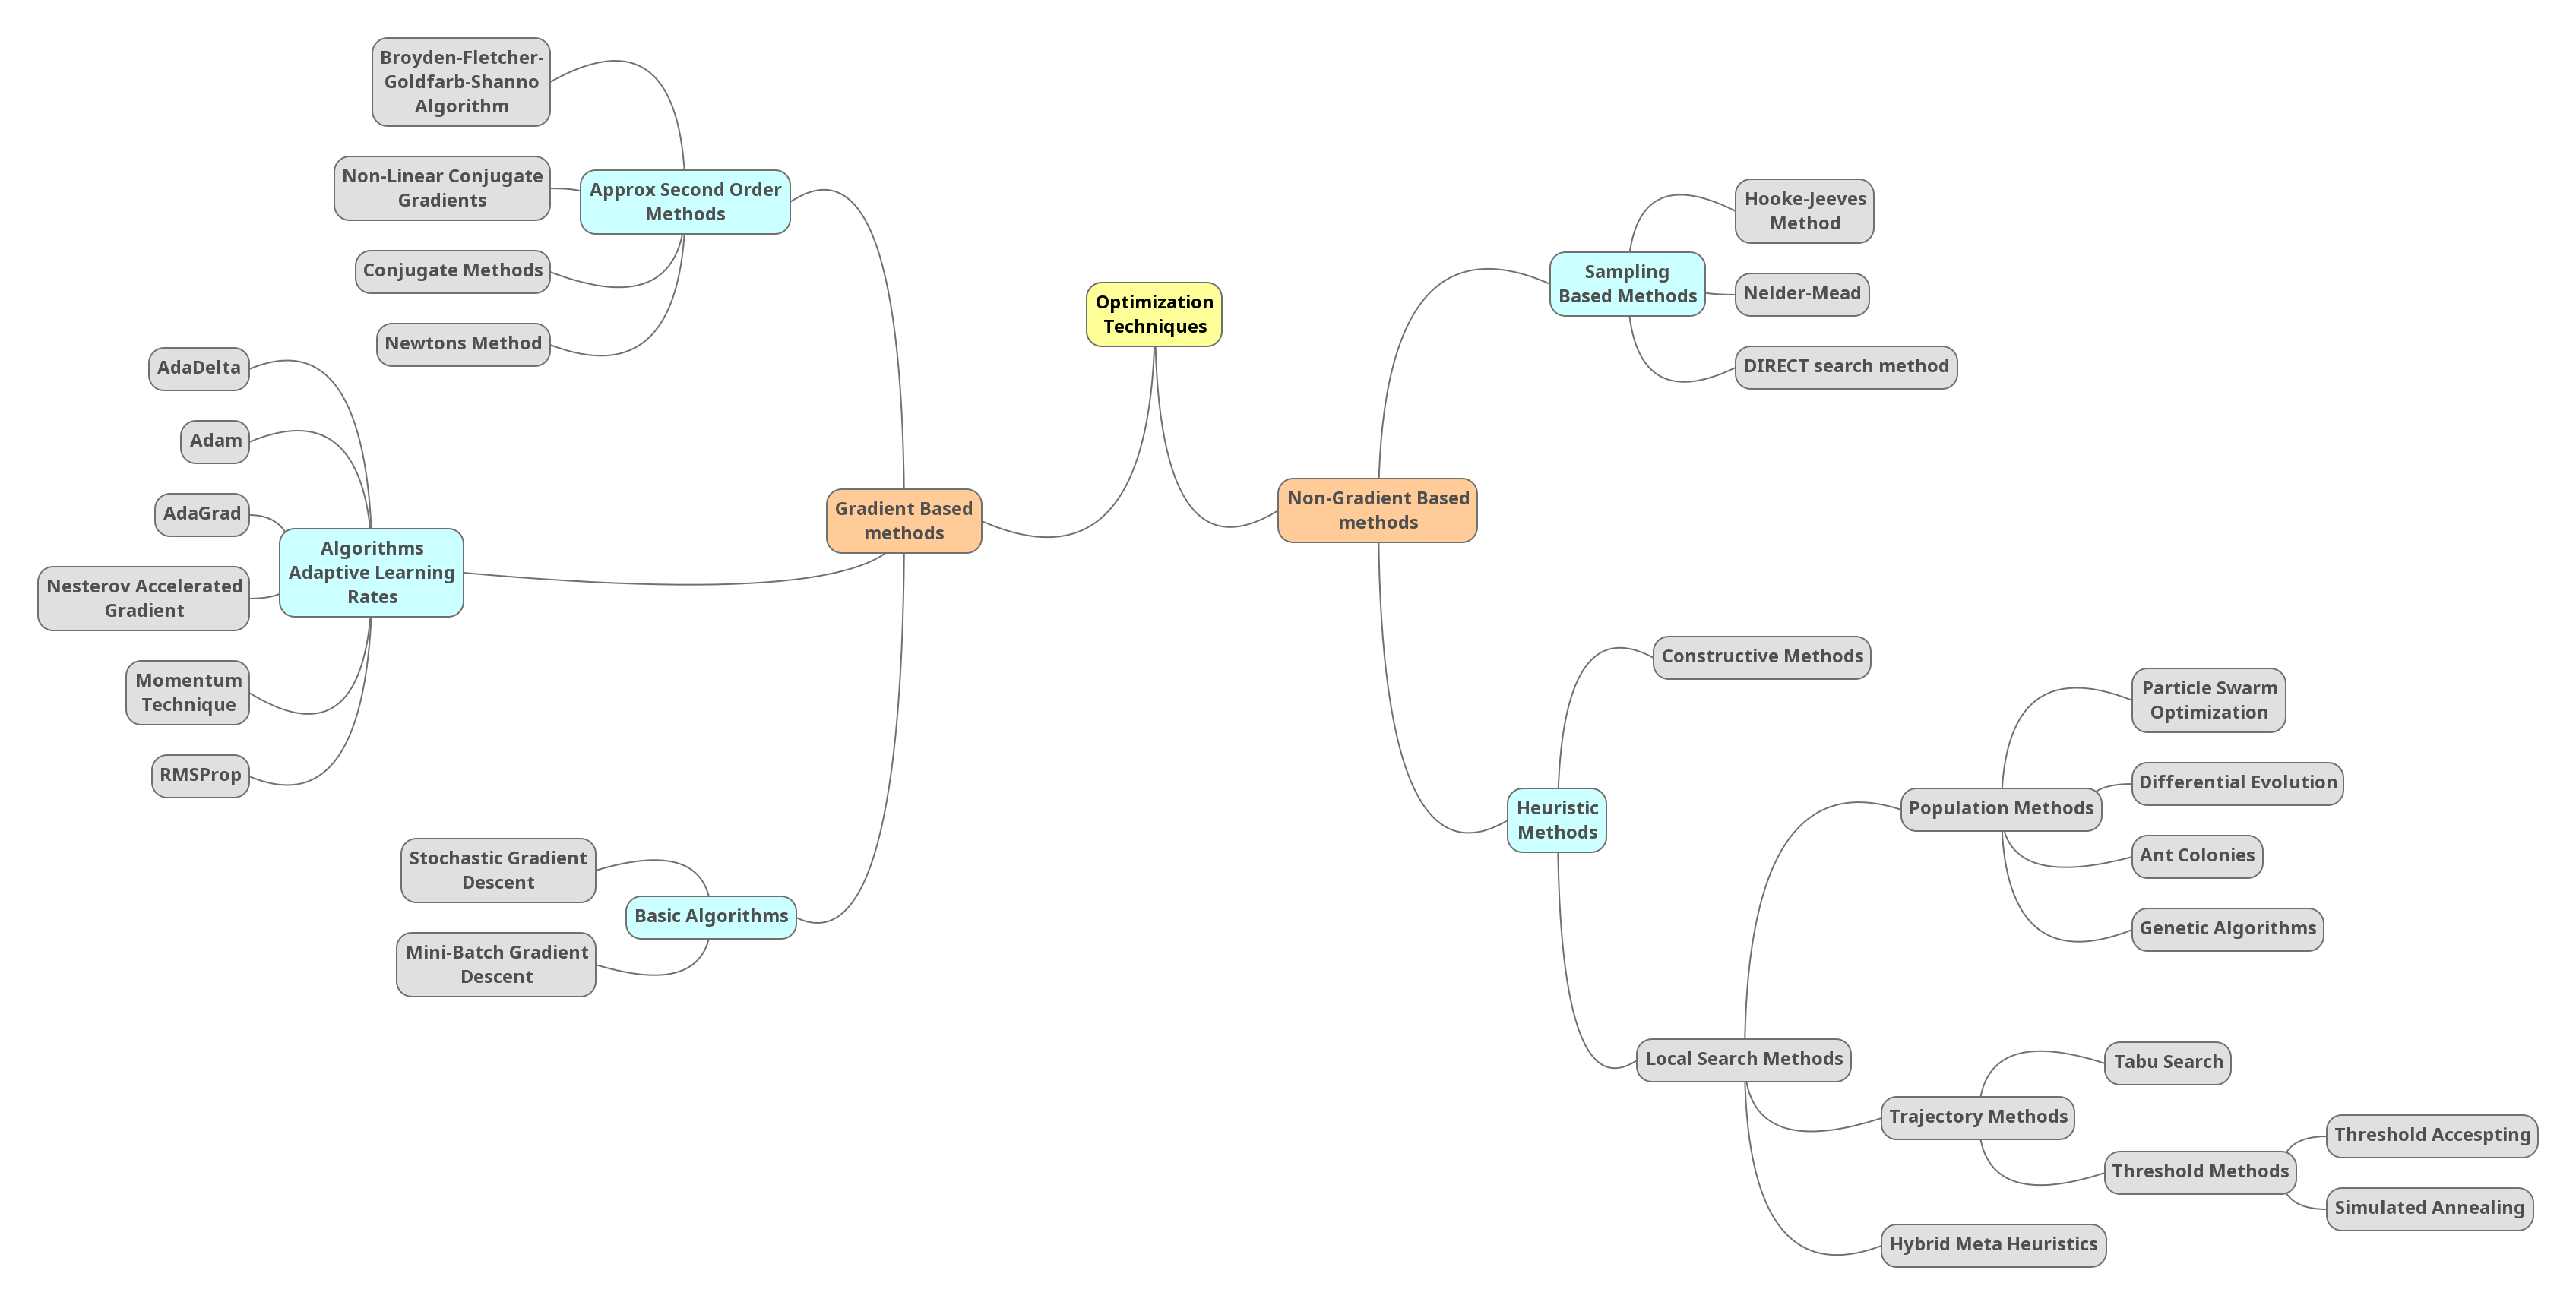 Optimization
Techniques
Gradient Based
methods
Approx Second Order
Methods
Broyden-Fletcher-
Goldfarb-Shanno
Algorithm
Non-Linear Conjugate
Gradients
Conjugate Methods
Newtons Method
Algorithms
Adaptive Learning
Rates
AdaDelta
Adam
AdaGrad
Nesterov Accelerated
Gradient
Momentum
Technique
RMSProp
Basic Algorithms
Stochastic Gradient
Descent
Mini-Batch Gradient
Descent
Non-Gradient Based
methods
Sampling
Based Methods
Hooke-Jeeves
Method
Nelder-Mead
DIRECT search method
Heuristic
Methods
Constructive Methods
Local Search Methods
Population Methods
Particle Swarm
Optimization
Differential Evolution
Ant Colonies
Genetic Algorithms
Trajectory Methods
Tabu Search
Threshold Methods
Threshold Accespting
Simulated Annealing
Hybrid Meta Heuristics